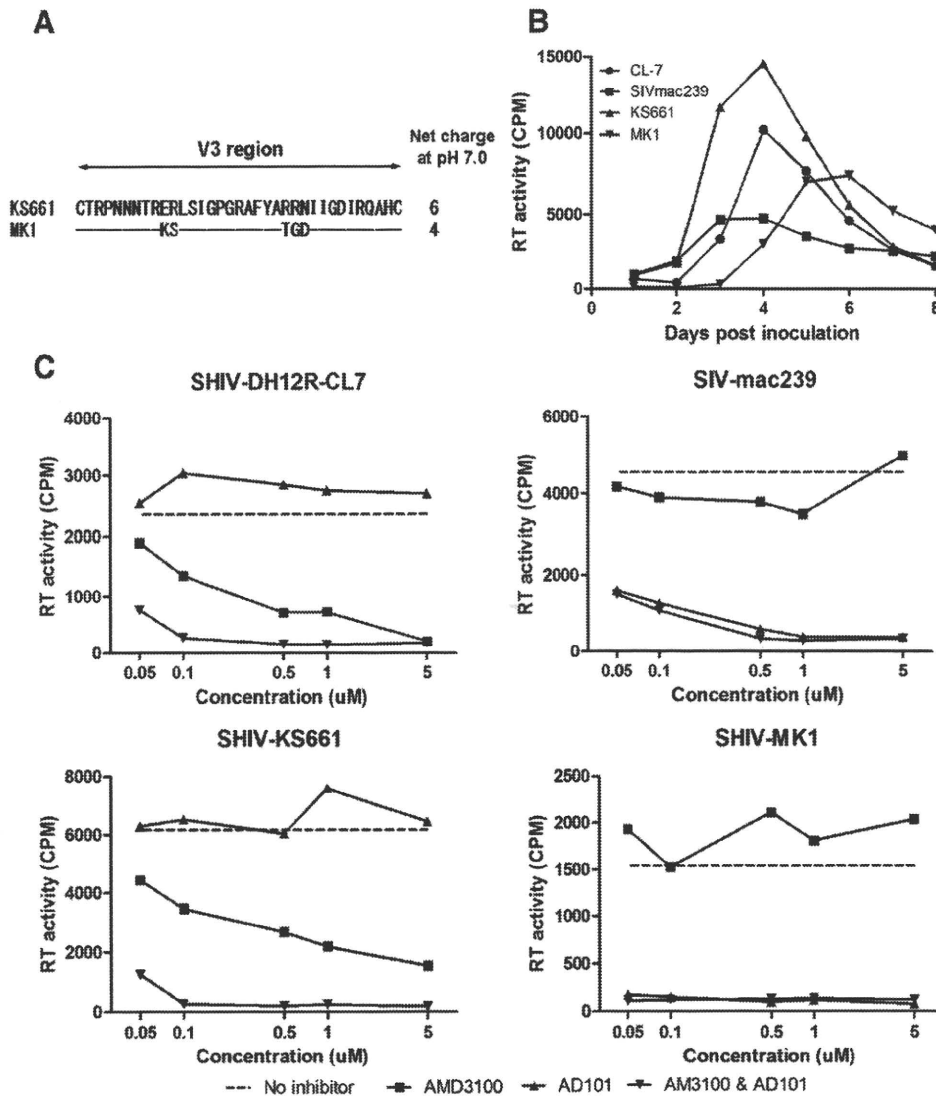 A
V3 region
Net charge
at pH 7.0
KS661 CTRPNNNTRERLSIGPGRAFYARRNIIGDIRQAHC 6
MK1 KS TGD 4
B
RT activity (CPM)
15000
10000
5000
0
CL-7
SIVmac239
KS661
MK1
0 2 4 6 8
Days post inoculation
C
SHIV-DH12R-CL7
RT activity (CPM)
4000
3000
2000
1000
0
0.05 0.1 0.5 1 5
Concentration (uM)
SIV-mac239
RT activity (CPM)
6000
4000
2000
0
0.05 0.1 0.5 1 5
Concentration (uM)
SHIV-KS661
RT activity (CPM)
8000
6000
4000
2000
0
0.05 0.1 0.5 1 5
Concentration (uM)
SHIV-MK1
RT activity (CPM)
2500
2000
1500
1000
500
0
0.05 0.1 0.5 1 5
Concentration (uM)
No inhibitor AMD3100 AD101 AM3100 & AD101